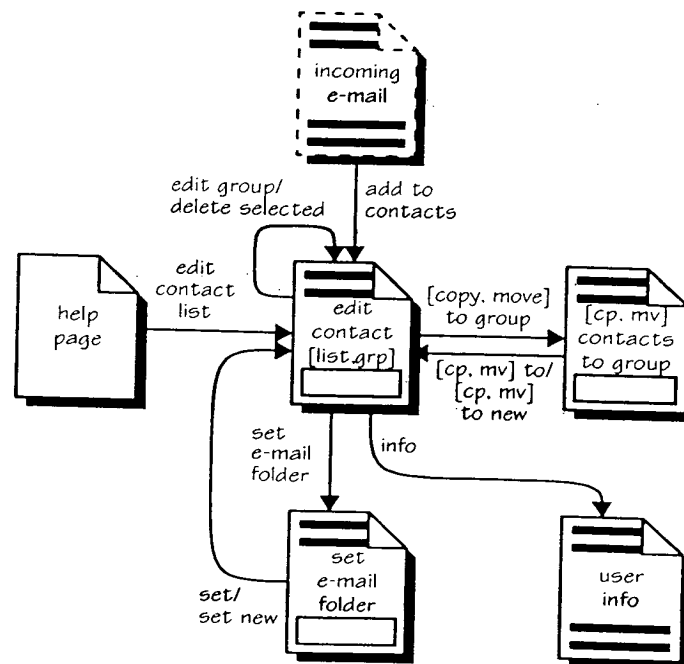 incoming
e-mail
edit group/
delete selected
add to
contacts
help
page
edit
contact
list
edit
contact
[list.grp]
[copy. move]
to group
[cp. mv] to/
[cp. mv]
to new
[cp. mv]
contacts
to group
set
e-mail
folder
info
set/
set new
set
e-mail
folder
user
info